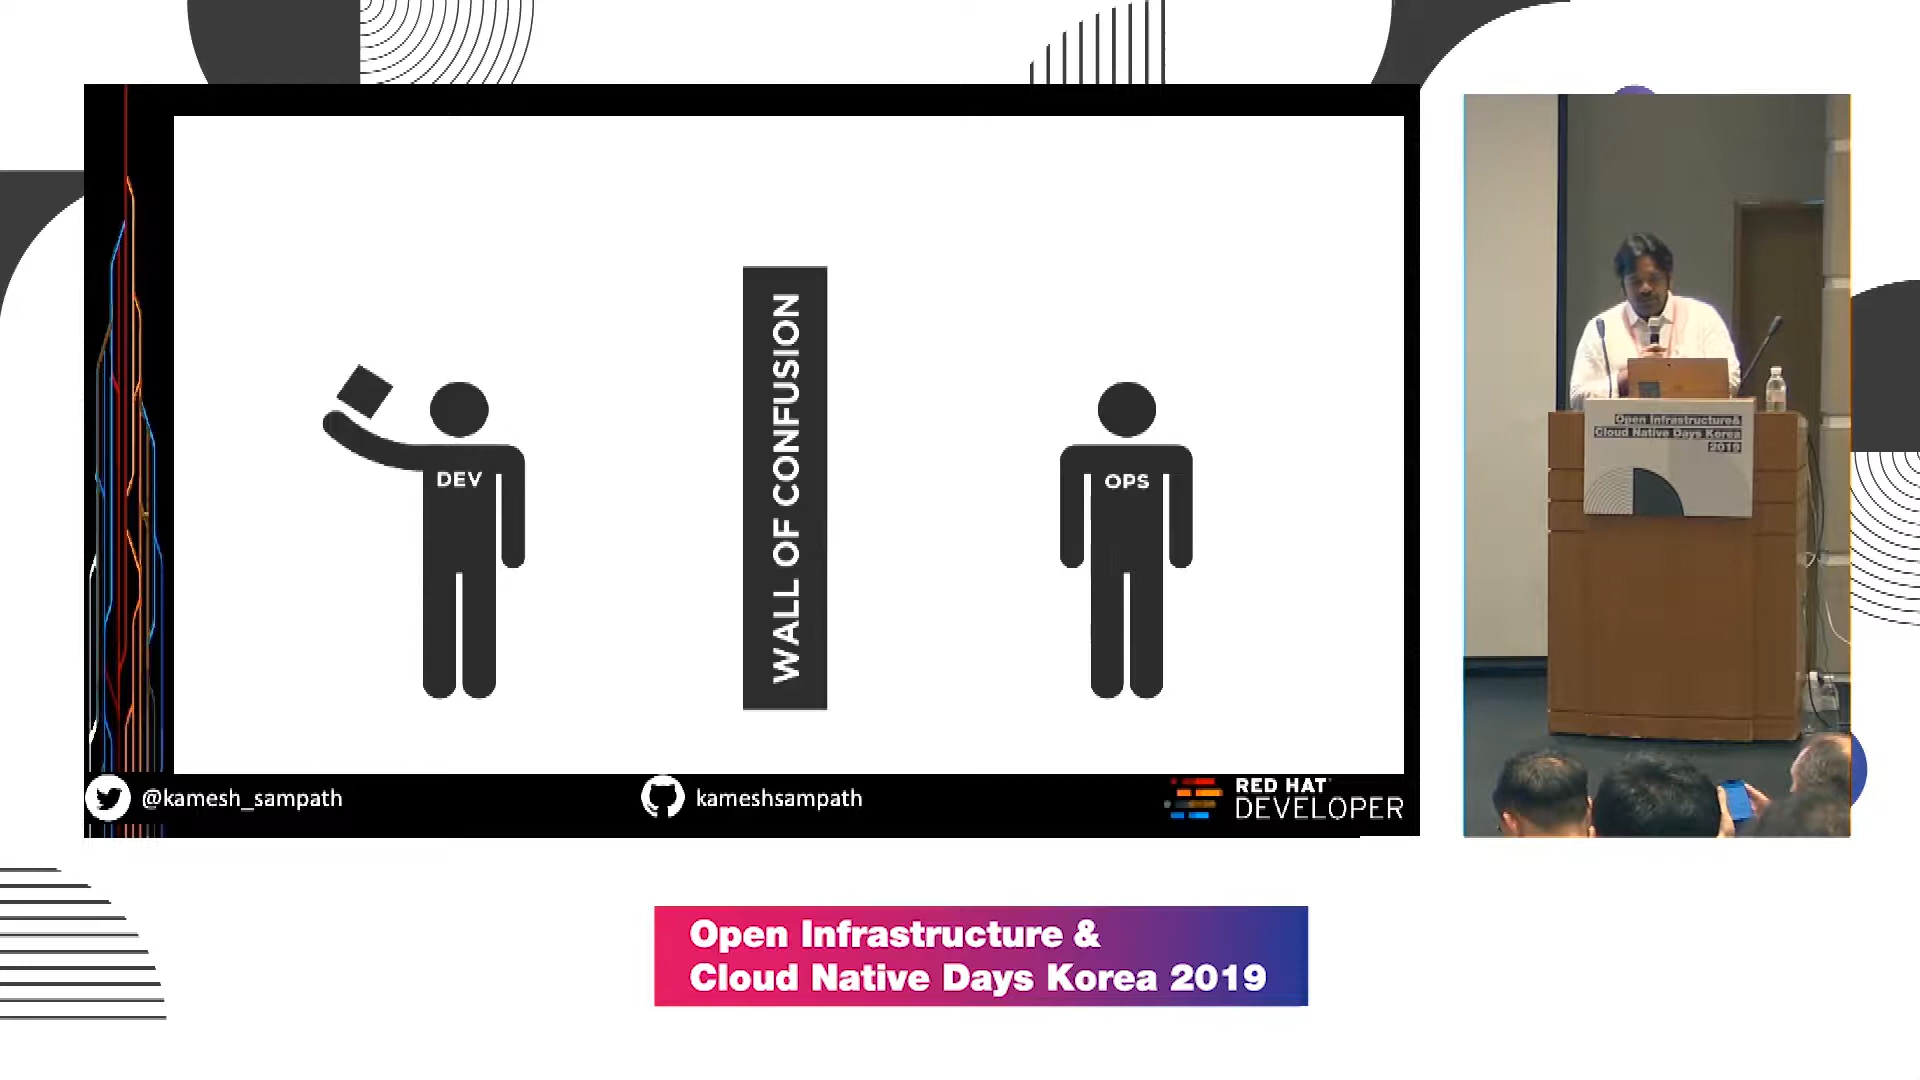 DEV
WALL OF CONFUSION
OPS
@kamesh_sampath
kameshsampath
RED HAT
DEVELOPER
Open Infrastructure&
Cloud Native Days Korea
2019
Open Infrastructure &
Cloud Native Days Korea 2019